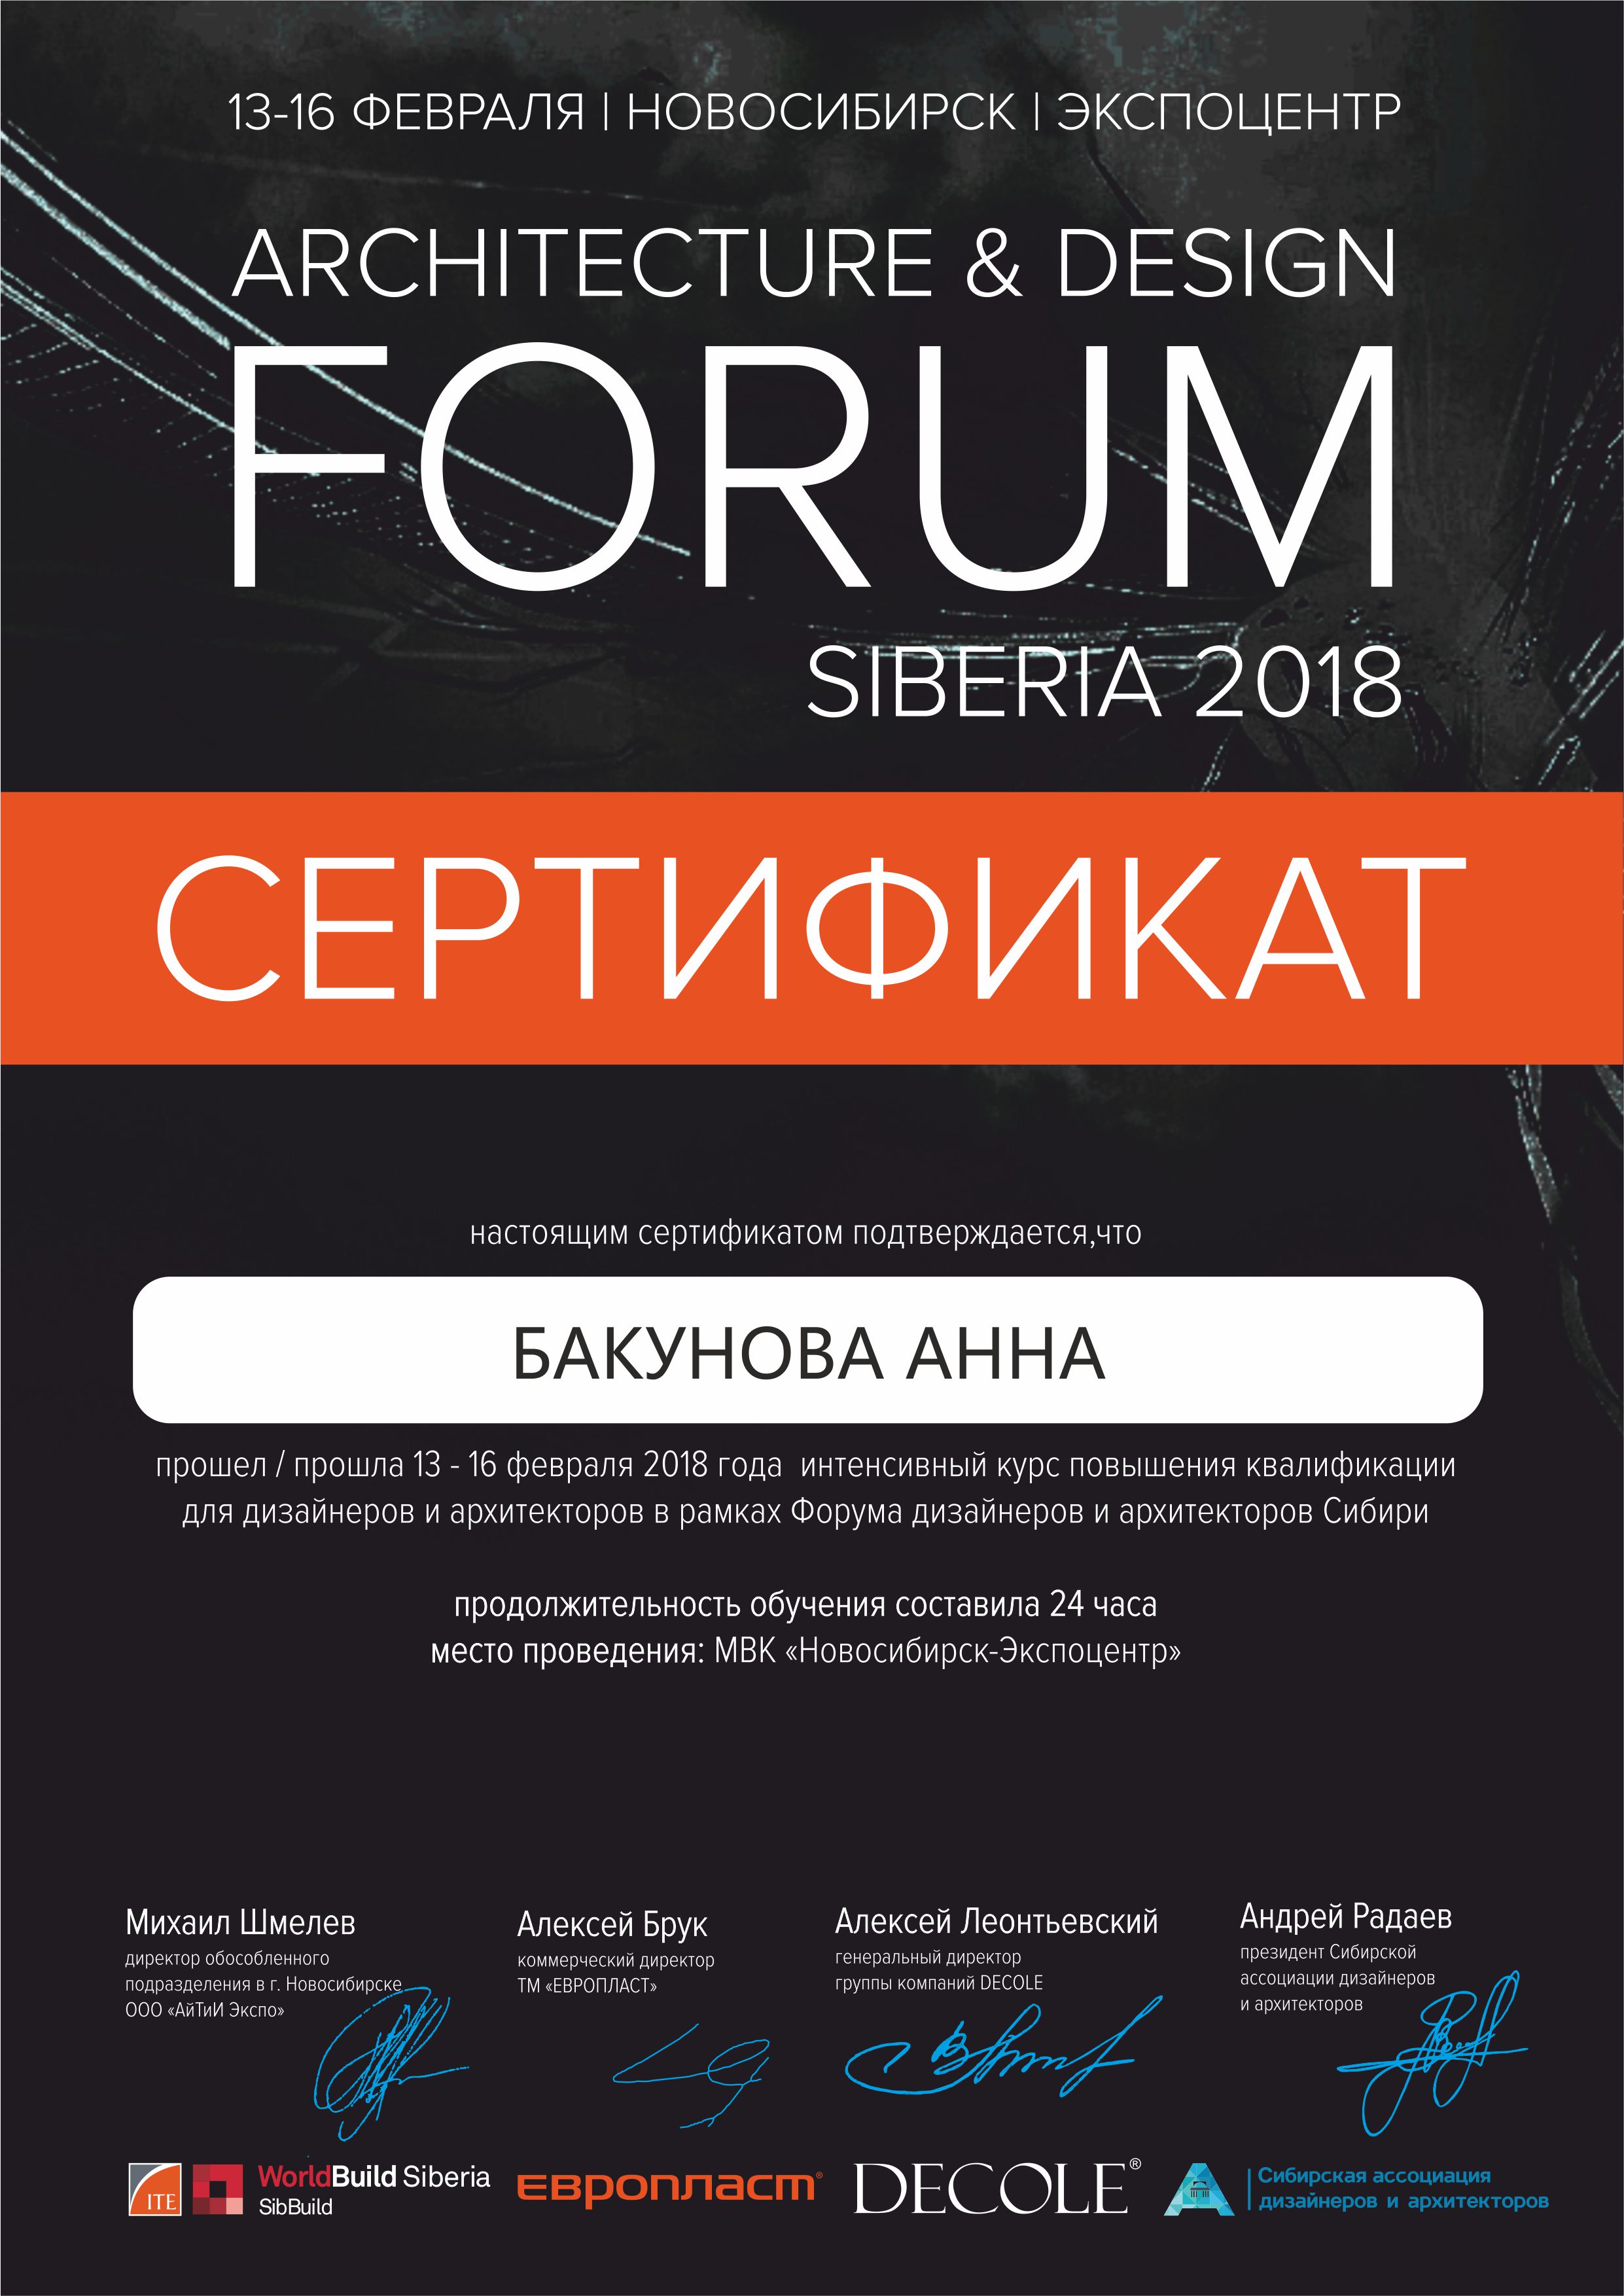 13-16 ФЕВРАЛЯ | НОВОСИБИРСК | ЭКСПОЦЕНТР
ARCHITECTURE & DESIGN
FORUM
SIBERIA 2018
СЕРТИФИКАТ
настоящим сертификатом подтверждается,что
БАКУНОВА АННА
прошел / прошла 13 - 16 февраля 2018 года интенсивный курс повышения квалификации
для дизайнеров и архитекторов в рамках Форума дизайнеров и архитекторов Сибири
продолжительность обучения составила 24 часа
место проведения: МВК «Новосибирск-Экспоцентр»
Михаил Шмелев
директор обособленного
подразделения в г. Новосибирске
ООО «АйТиИ Экспо»
Алексей Брук
коммерческий директор
ТМ «ЕВРОПЛАСТ»
Алексей Леонтьевский
генеральный директор
группы компаний DECOLE
Андрей Радаев
президент Сибирской
ассоциации дизайнеров
и архитекторов
ITE
WorldBuild Siberia
SibBuild
европласт®
DECOLE®
Сибирская ассоциация
дизайнеров и архитекторов